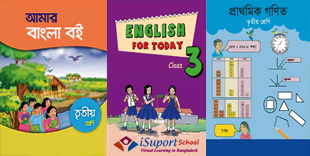 আমার
বাংলা বই
তৃতীয়
শ্রেণি
ENGLISH
FOR TODAY
Class 3
iSuport School
Virtual Learning in Bangladesh
প্রাথমিক গণিত
তৃতীয় শ্রেণি